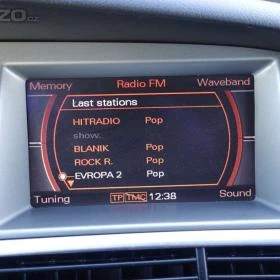 ZO.cz
Memory Radio FM Waveband
Last stations
HITRADIO Pop
show.
BLANIK Pop
ROCK R. Pop
EVROPA 2 Pop
Tuning TP TMC 12:38 Sound